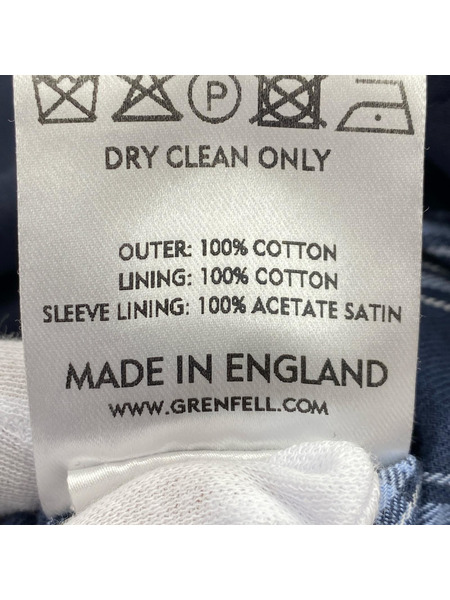 P
DRY CLEAN ONLY
OUTER: 100% COTTON
LINING: 100% COTTON
SLEEVE LINING: 100% ACETATE SATIN
MADE IN ENGLAND
WWW.GRENFELL.COM